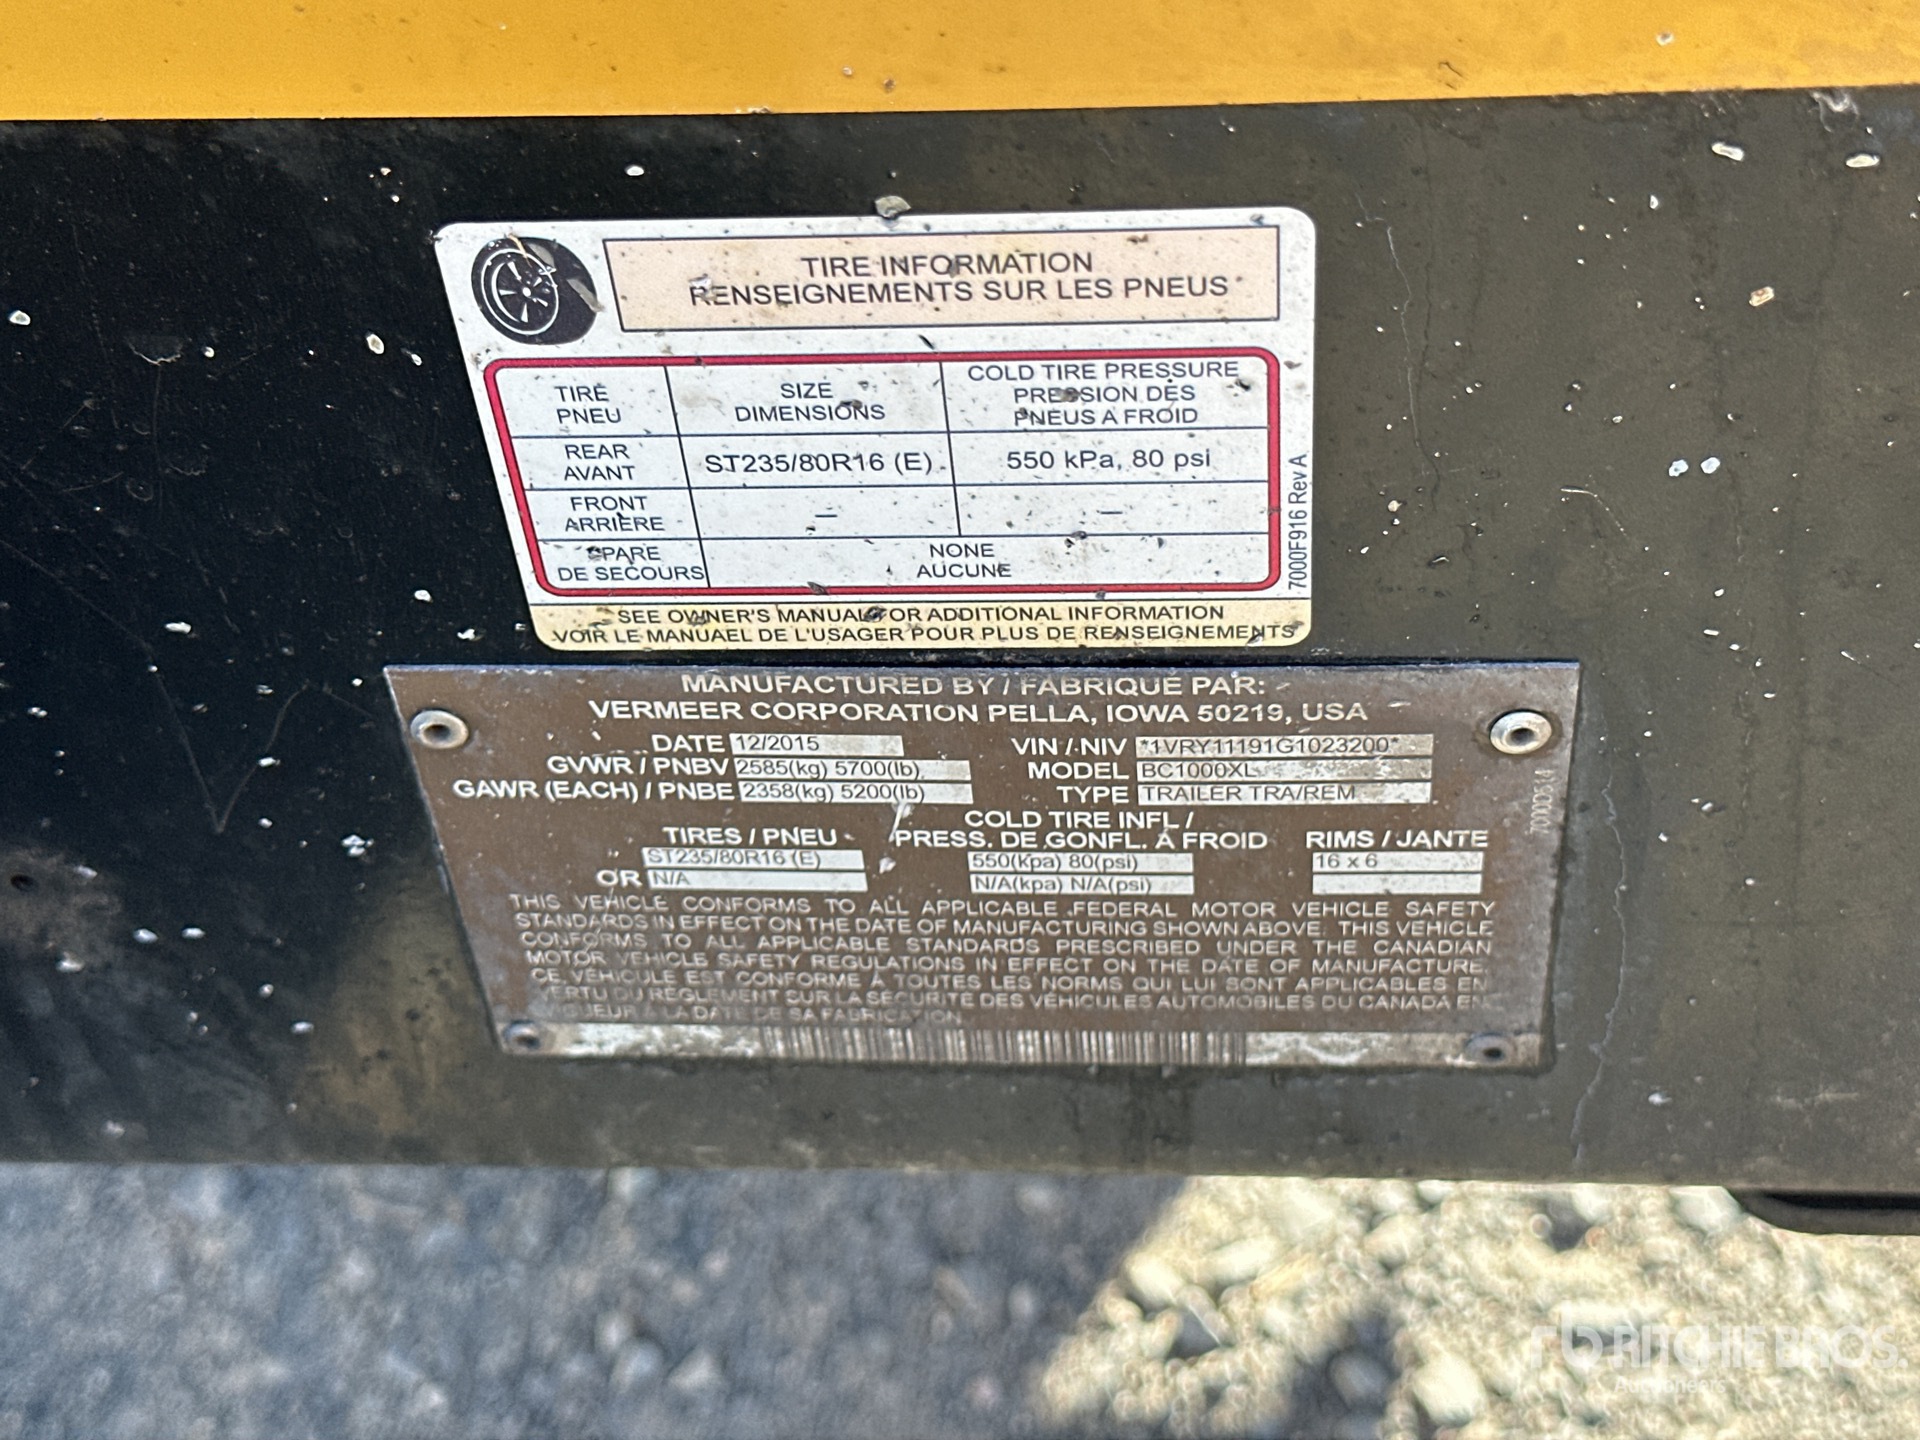 TIRE INFORMATION
RENSEIGNEMENTS SUR LES PNEUS
TIRE
PNEU
SIZE
DIMENSIONS
COLD TIRE PRESSURE
PRESSION DES
PNEUS A FROID
REAR
AVANT
ST235/80R16 (E)
550 kPa, 80 psi
FRONT
ARRIERE
—
—
SPARE
DE SECOURS
NONE
AUCUNE
SEE OWNER'S MANUAL FOR ADDITIONAL INFORMATION
VOIR LE MANUAEL DE L'USAGER POUR PLUS DE RENSEIGNEMENTS
7000F916 Rev A
MANUFACTURED BY / FABRIQUE PAR:
VERMEER CORPORATION PELLA, IOWA 50219, USA
DATE 12/2015
VIN / NIV *1VRY11191G1023200*
GVWR / PNBV 2585(kg) 5700(lb)
MODEL BC1000XL
GAWR (EACH) / PNBE 2358(kg) 5200(lb)
TYPE TRAILER TRA/REM
TIRES / PNEU
COLD TIRE INFL /
PRESS. DE GONFL. A FROID
RIMS / JANTE
ST235/80R16 (E)
550(kpa) 80(psi)
16 x 6
OR N/A
N/A(kpa) N/A(psi)
THIS VEHICLE CONFORMS TO ALL APPLICABLE FEDERAL MOTOR VEHICLE SAFETY
STANDARDS IN EFFECT ON THE DATE OF MANUFACTURING SHOWN ABOVE. THIS VEHICLE
CONFORMS TO ALL APPLICABLE STANDARDS PRESCRIBED UNDER THE CANADIAN
MOTOR VEHICLE SAFETY REGULATIONS IN EFFECT ON THE DATE OF MANUFACTURE.
CE VEHICULE EST CONFORME A TOUTES LES NORMS QUI LUI SONT APPLICABLES EN
VERTU DU REGLEMENT SUR LA SECURITE DES VEHICULES AUTOMOBILES DU CANADA EN
VIGUEUR A LA DATE DE SA FABRICATION.
rb RITCHIE BROS.
Auctioneers